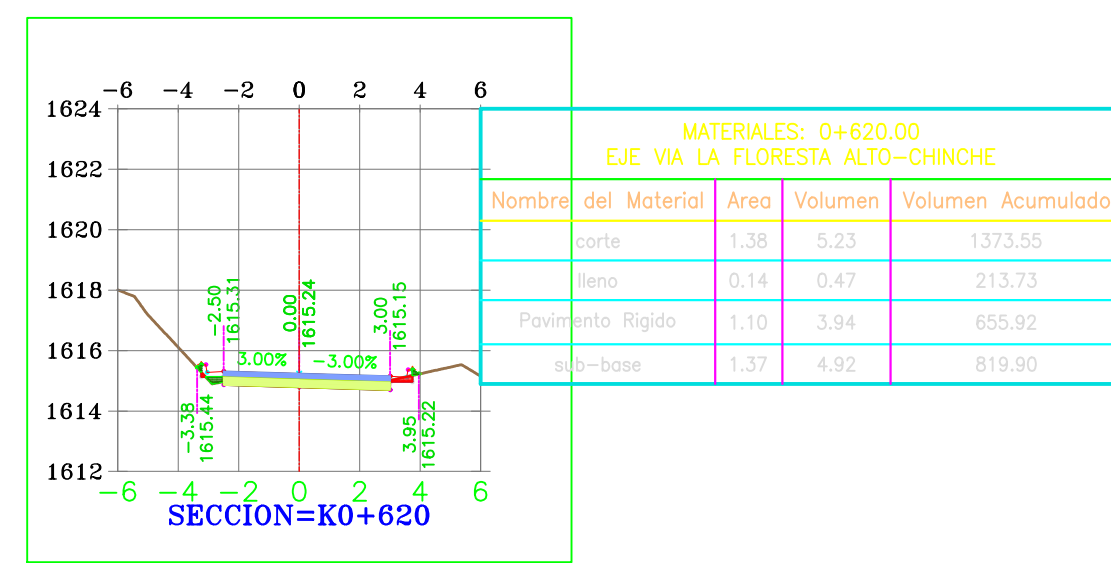 −6 −4 −2 0 2 4 6
1624
1622
1620
1618
1616
1614
1612
−2.50
1615.31
0.00
1615.24
3.00
1615.15
3.00% −3.00%
−3.38
1615.44
3.95
1615.22
−6 −4 −2 0 2 4 6
SECCION=K0+620
MATERIALES: 0+620.00
EJE VIA LA FLORESTA ALTO−CHINCHE
Nombre del Material Area Volumen Volumen Acumulado
corte 1.38 5.23 1373.55
lleno 0.14 0.47 213.73
Pavimento Rigido 1.10 3.94 655.92
sub−base 1.37 4.92 819.90